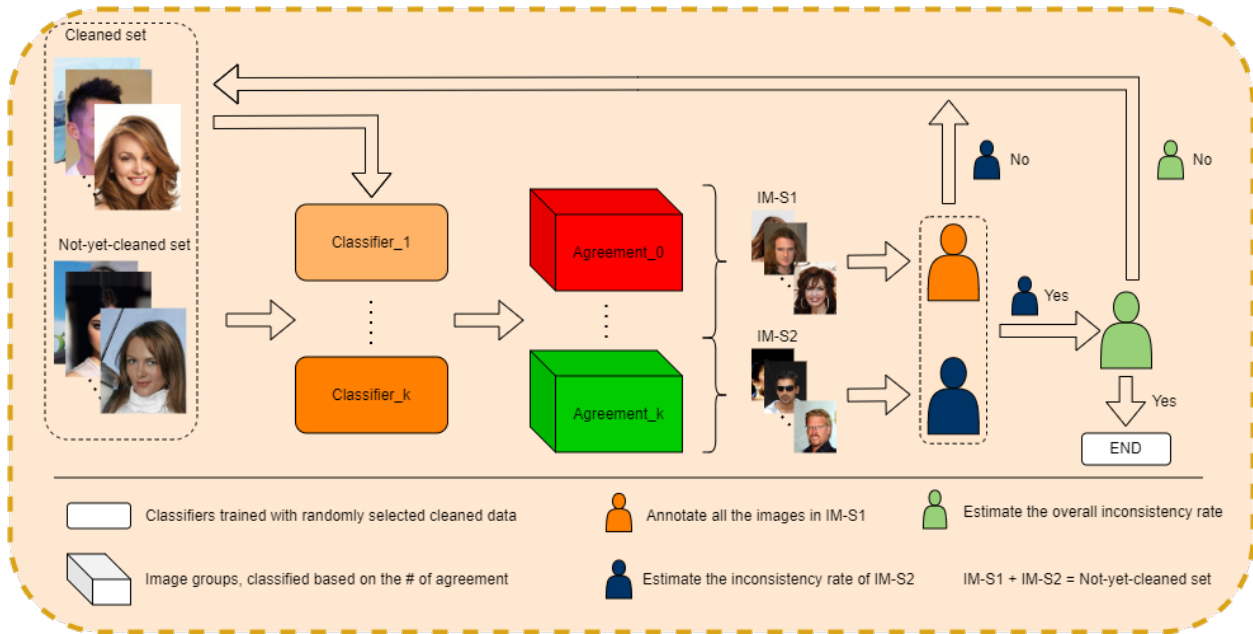 Cleaned set
Not-yet-cleaned set
Classifier_1
Classifier_k
Agreement_0
Agreement_k
IM-S1
IM-S2
No
No
Yes
Yes
END
Classifiers trained with randomly selected cleaned data
Annotate all the images in IM-S1
Estimate the overall inconsistency rate
Image groups, classified based on the # of agreement
Estimate the inconsistency rate of IM-S2
IM-S1 + IM-S2 = Not-yet-cleaned set